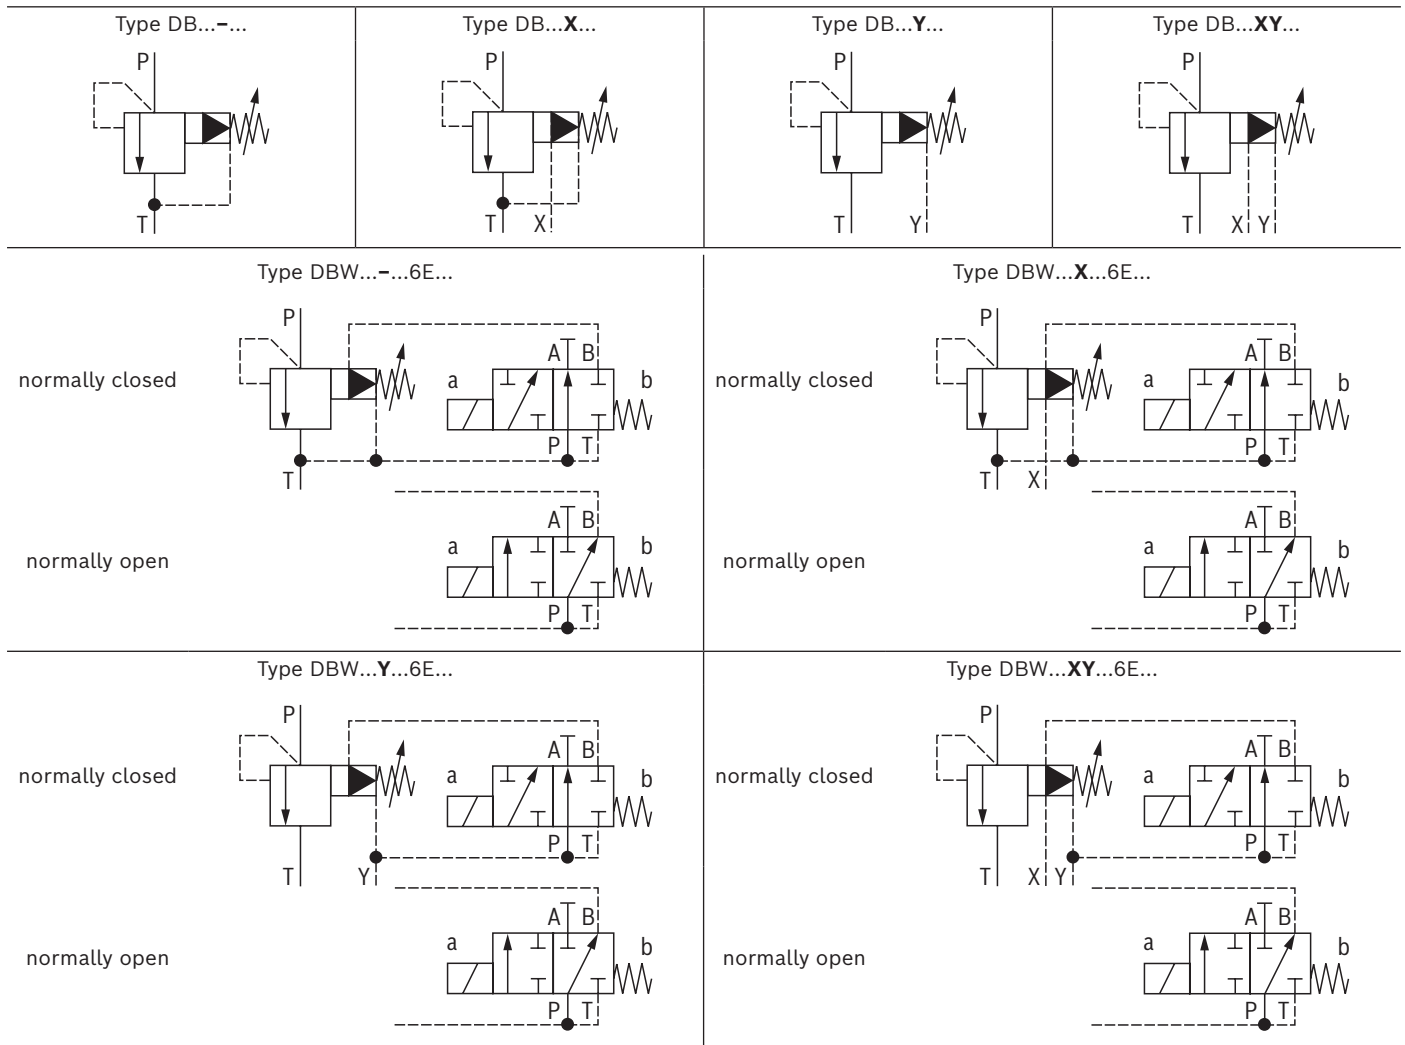 Type DB...–...
Type DB...X...
Type DB...Y...
Type DB...XY...
P
T
P
T
X
P
T
Y
P
T
X
Y
Type DBW...–...6E...
normally closed
P
T
a
A
B
b
P
T
normally open
a
A
B
b
P
T
Type DBW...X...6E...
normally closed
P
T
X
a
A
B
b
P
T
normally open
a
A
B
b
P
T
Type DBW...Y...6E...
normally closed
P
T
Y
a
A
B
b
P
T
normally open
a
A
B
b
P
T
Type DBW...XY...6E...
normally closed
P
T
X
Y
a
A
B
b
P
T
normally open
a
A
B
b
P
T